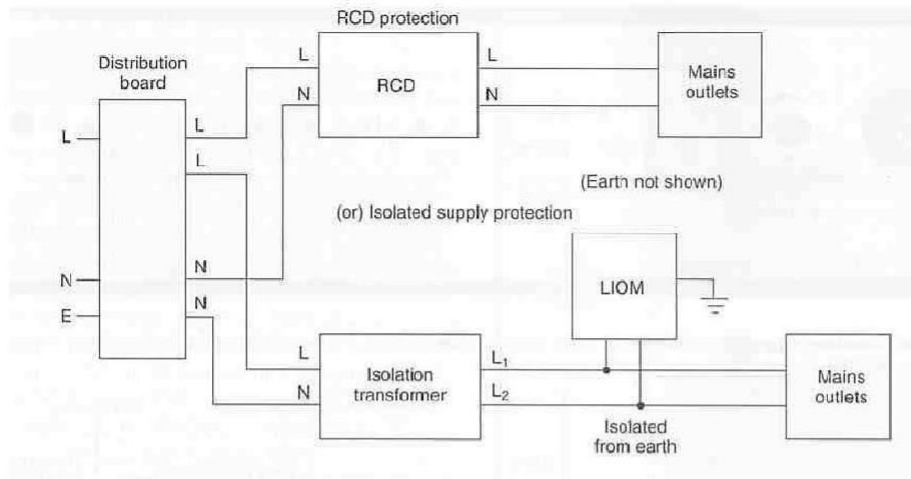 RCD protection
Distribution
board
L
N
E
L
L
N
N
L
N
RCD
L
N
Mains
outlets
(Earth not shown)
(or) Isolated supply protection
LIOM
L
N
Isolation
transformer
L₁
L₂
Isolated
from earth
Mains
outlets